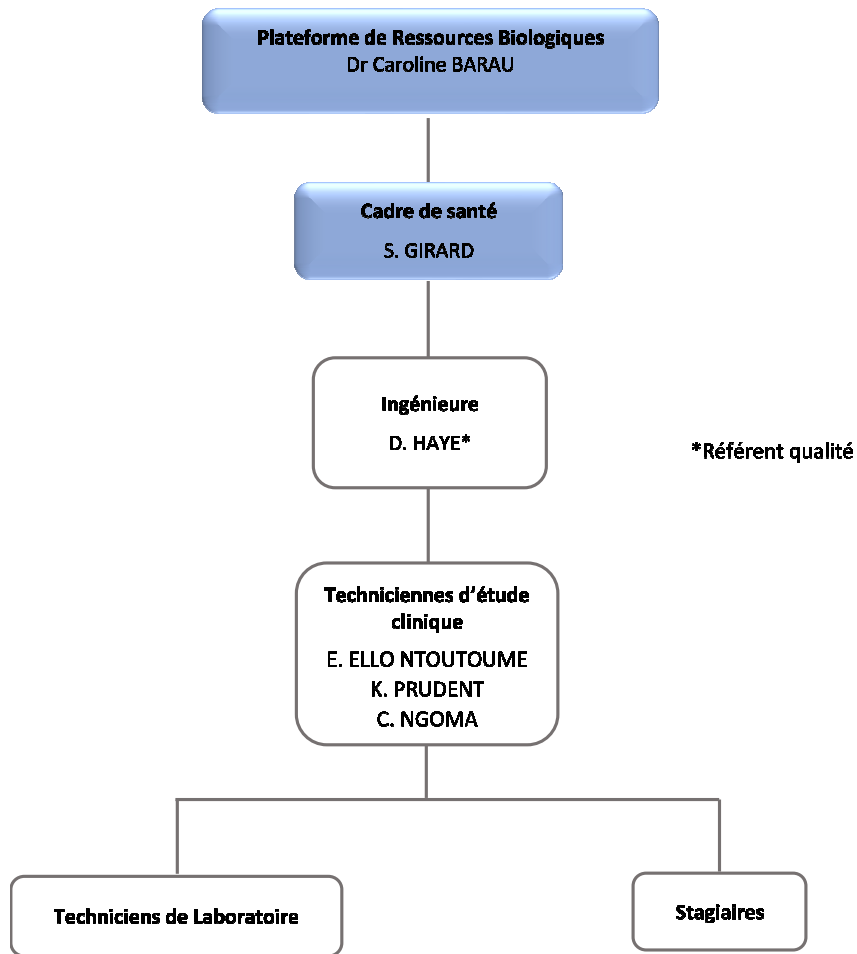 Plateforme de Ressources Biologiques
Dr Caroline BARAU
Cadre de santé
S. GIRARD
Ingénieure
D. HAYE*
*Référent qualité
Techniciennes d’étude
clinique
E. ELLO NTOUTOUME
K. PRUDENT
C. NGOMA
Techniciens de Laboratoire
Stagiaires